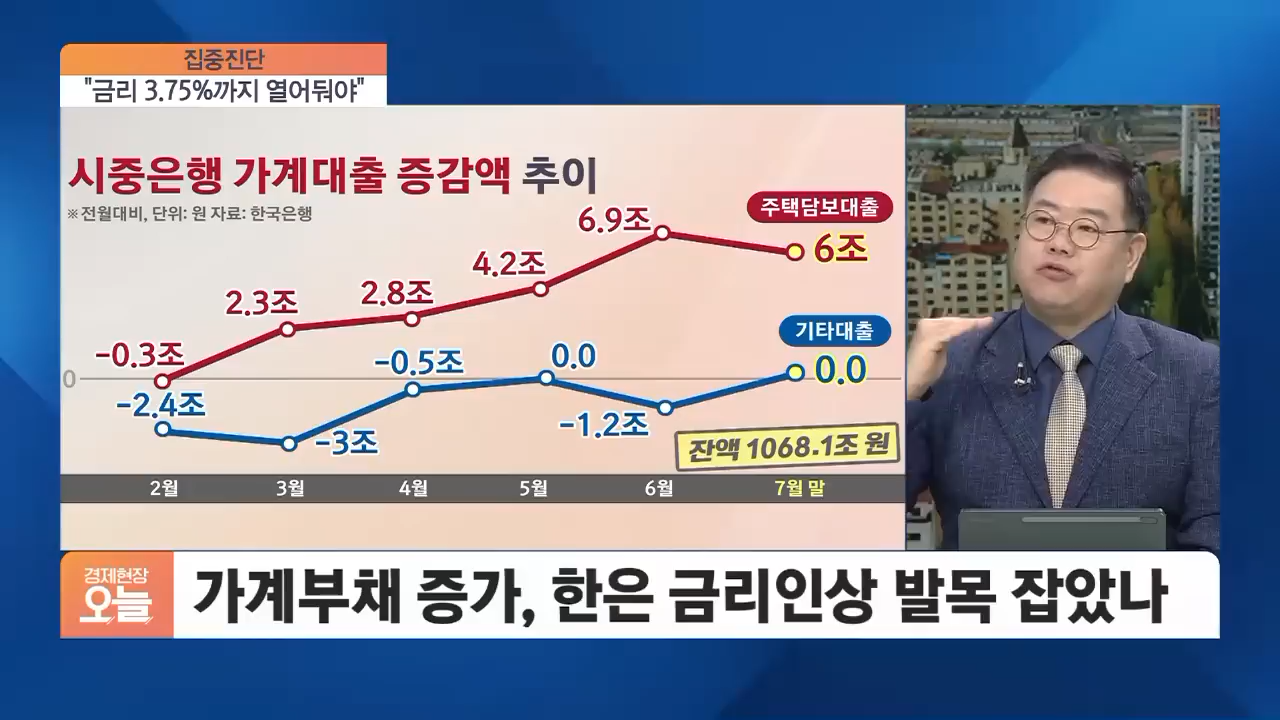 집중진단
"금리 3.75%까지 열어둬야"
시중은행 가계대출 증감액 추이
※전월대비, 단위: 원 자료: 한국은행
주택담보대출
-0.3조
2.3조
2.8조
4.2조
6.9조
6조
기타대출
0
-2.4조
-3조
-0.5조
0.0
-1.2조
0.0
잔액 1068.1조 원
2월 3월 4월 5월 6월 7월 말
경제현장
오늘
가계부채 증가, 한은 금리인상 발목 잡았나